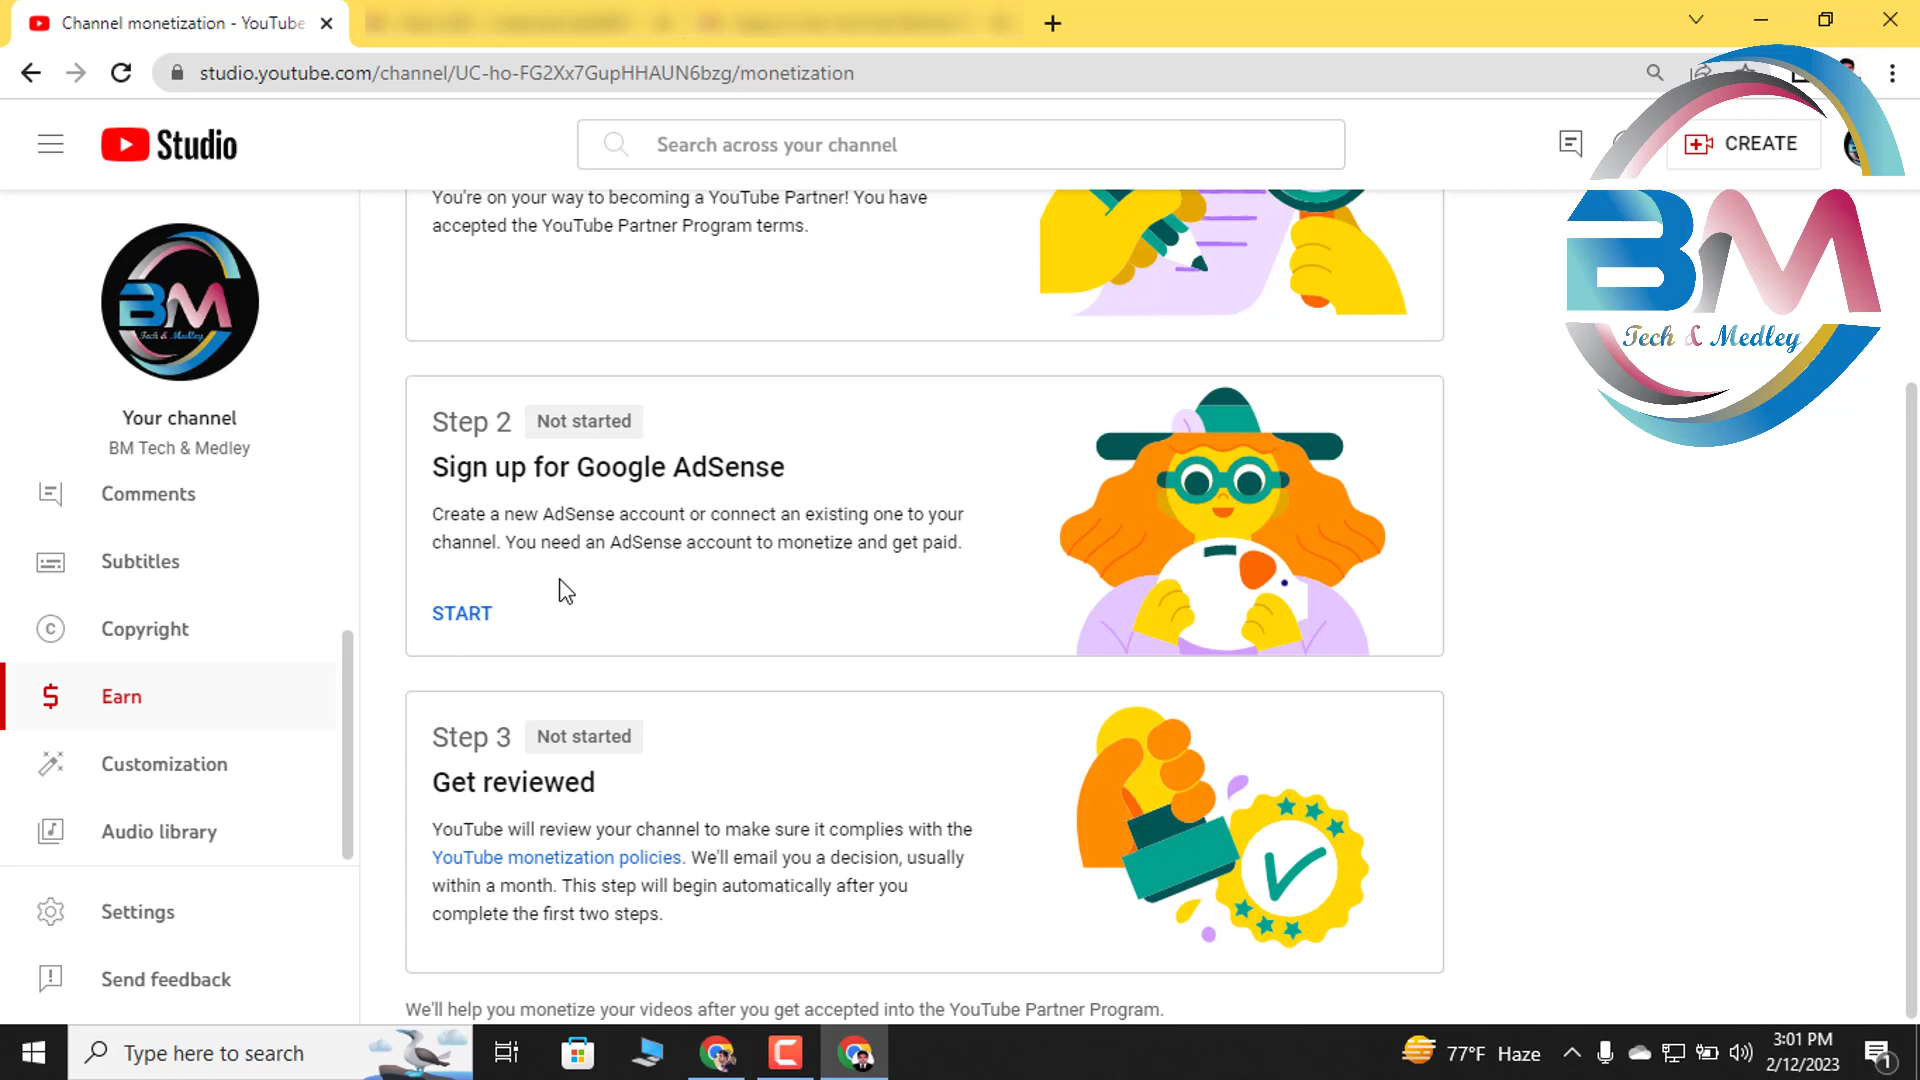 Channel monetization - YouTube
studio.youtube.com/channel/UC-ho-FG2Xx7GupHHAUN6bzg/monetization
Studio
Search across your channel
CREATE
BM
Tech & Medley
BM
Tech & Medley
Your channel
BM Tech & Medley
Comments
Subtitles
Copyright
Earn
Customization
Audio library
Settings
Send feedback
You're on your way to becoming a YouTube Partner! You have
accepted the YouTube Partner Program terms.
Step 2 Not started
Sign up for Google AdSense
Create a new AdSense account or connect an existing one to your
channel. You need an AdSense account to monetize and get paid.
START
Step 3 Not started
Get reviewed
YouTube will review your channel to make sure it complies with the
YouTube monetization policies. We'll email you a decision, usually
within a month. This step will begin automatically after you
complete the first two steps.
We'll help you monetize your videos after you get accepted into the YouTube Partner Program.
Type here to search
77°F Haze
3:01 PM
2/12/2023
1